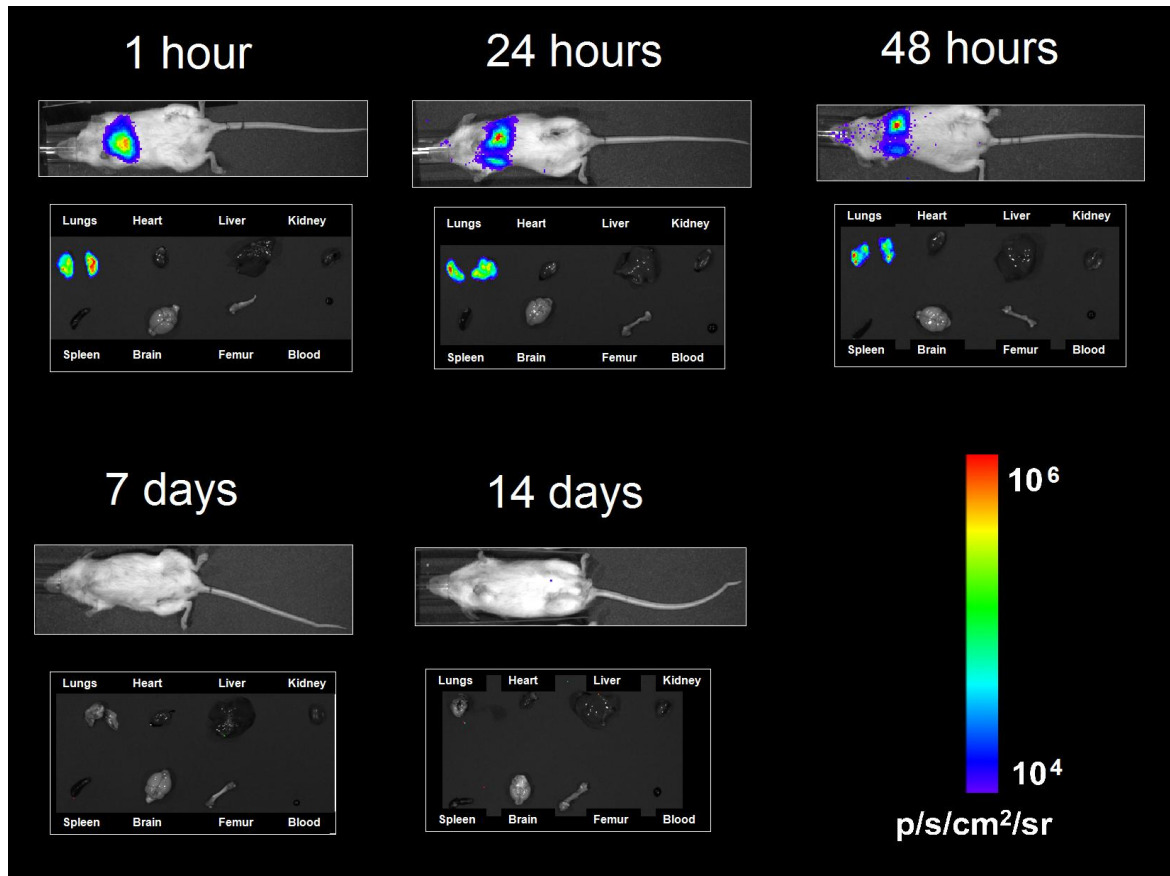 1 hour
24 hours
48 hours
Lungs Heart Liver Kidney
Spleen Brain Femur Blood
Lungs Heart Liver Kidney
Spleen Brain Femur Blood
Lungs Heart Liver Kidney
Spleen Brain Femur Blood
7 days
14 days
Lungs Heart Liver Kidney
Spleen Brain Femur Blood
Lungs Heart Liver Kidney
Spleen Brain Femur Blood
10⁶
10⁴
p/s/cm²/sr